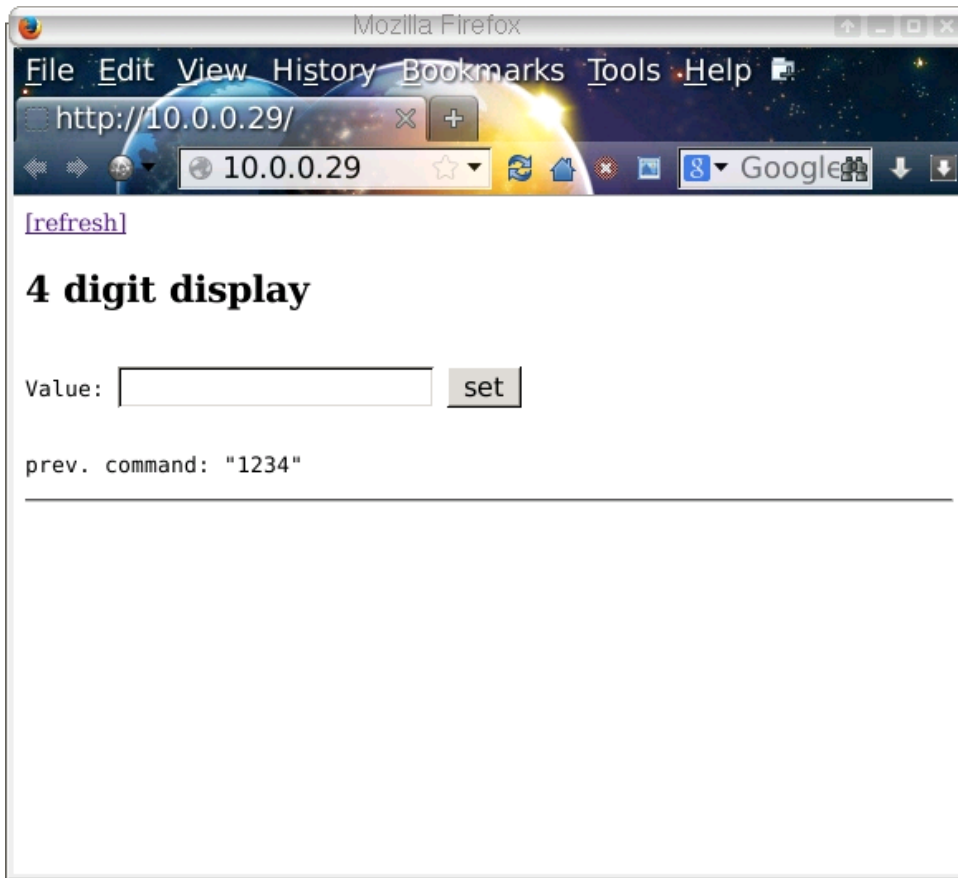 Mozilla Firefox
File Edit View History Bookmarks Tools Help
http://10.0.0.29/
10.0.0.29 8 Google
[refresh]
4 digit display
Value: set
prev. command: "1234"